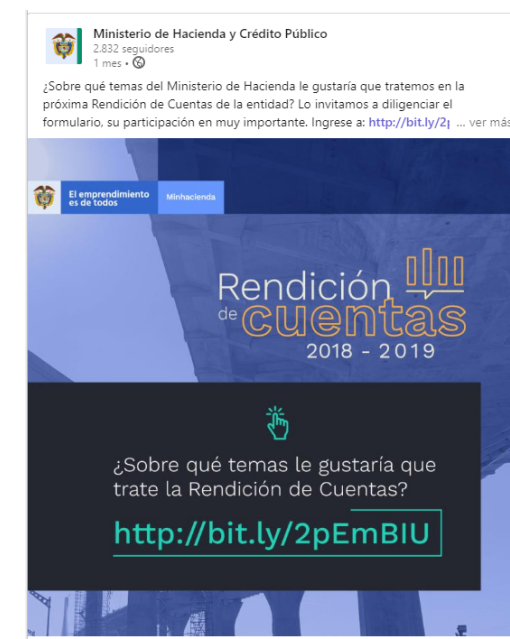 Ministerio de Hacienda y Crédito Público
2.832 seguidores
1 mes •
¿Sobre qué temas del Ministerio de Hacienda le gustaría que tratemos en la
próxima Rendición de Cuentas de la entidad? Lo invitamos a diligenciar el
formulario, su participación en muy importante. Ingrese a: http://bit.ly/2p ... ver más
El emprendimiento
es de todos
Minhacienda
Rendición
de cuentas
2018 - 2019
¿Sobre qué temas le gustaría que
trate la Rendición de Cuentas?
http://bit.ly/2pEmBIU